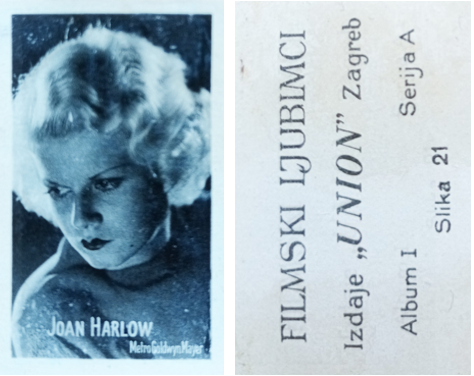 JOAN HARLOW
Metro Goldwyn Mayer
FILMSKI LJUBIMCI
Izdaje „UNION” Zagreb
Album I Serija A
Slika 21